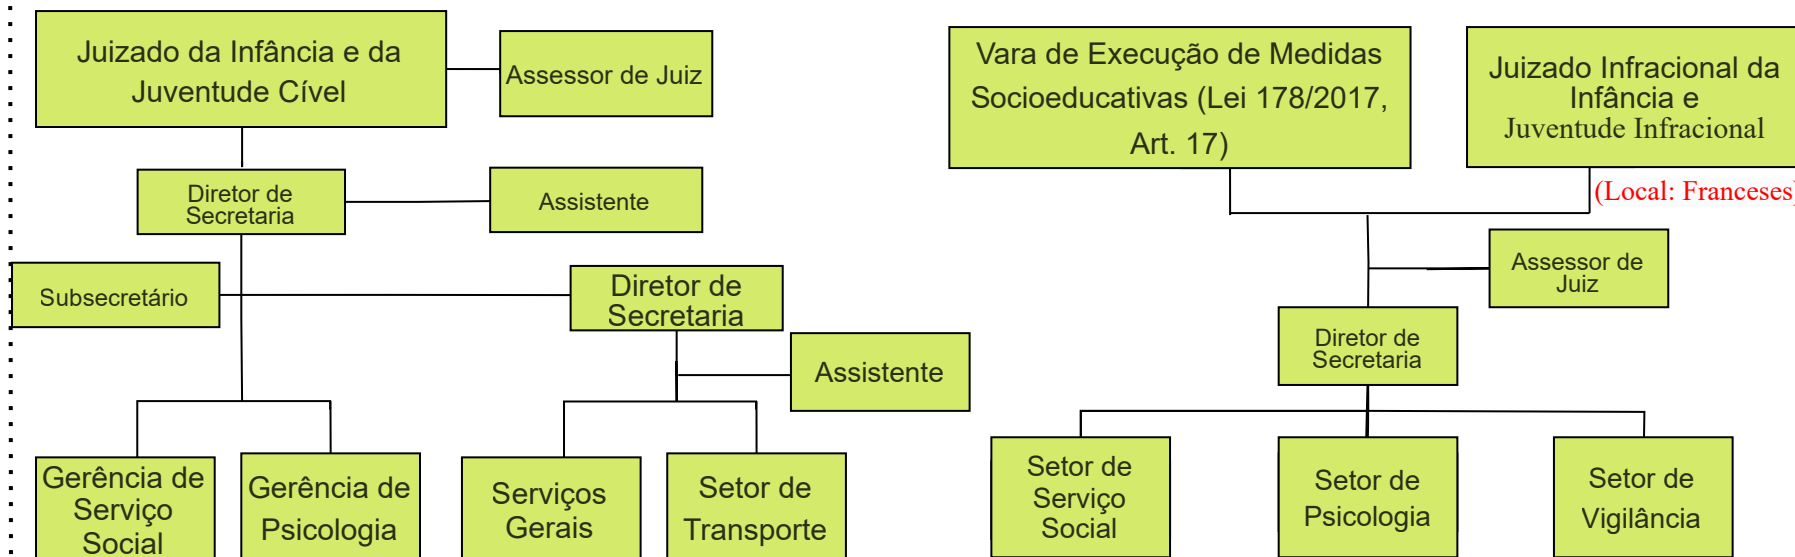 Juizado da Infância e da
Juventude Cível
Assessor de Juiz
Vara de Execução de Medidas
Socioeducativas (Lei 178/2017,
Art. 17)
Juizado Infracional da
Infância e
Juventude Infracional
(Local: Franceses)
Diretor de
Secretaria
Assistente
Subsecretário
Diretor de
Secretaria
Assistente
Assessor de
Juiz
Diretor de
Secretaria
Gerência de
Serviço
Social
Gerência de
Psicologia
Serviços
Gerais
Setor de
Transporte
Setor de
Serviço
Social
Setor de
Psicologia
Setor de
Vigilância